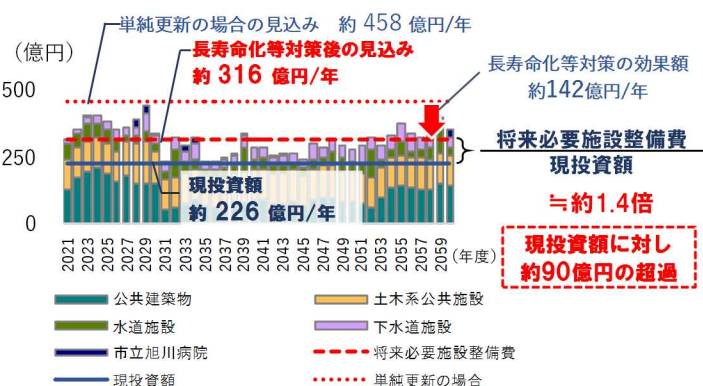 単純更新の場合の見込み 約 458 億円/年
(億円)
長寿命化等対策後の見込み
約 316 億円/年
長寿命化等対策の効果額
約142億円/年
500
250
0
将来必要施設整備費
現投資額
≒約1.4倍
現投資額
約 226 億円/年
現投資額に対し
約90億円の超過
2021 2023 2025 2027 2029 2031 2033 2035 2037 2039 2041 2043 2045 2047 2049 2051 2053 2055 2057 2059 (年度)
公共建築物
土木系公共施設
水道施設
下水道施設
市立旭川病院
将来必要施設整備費
現投資額
単純更新の場合